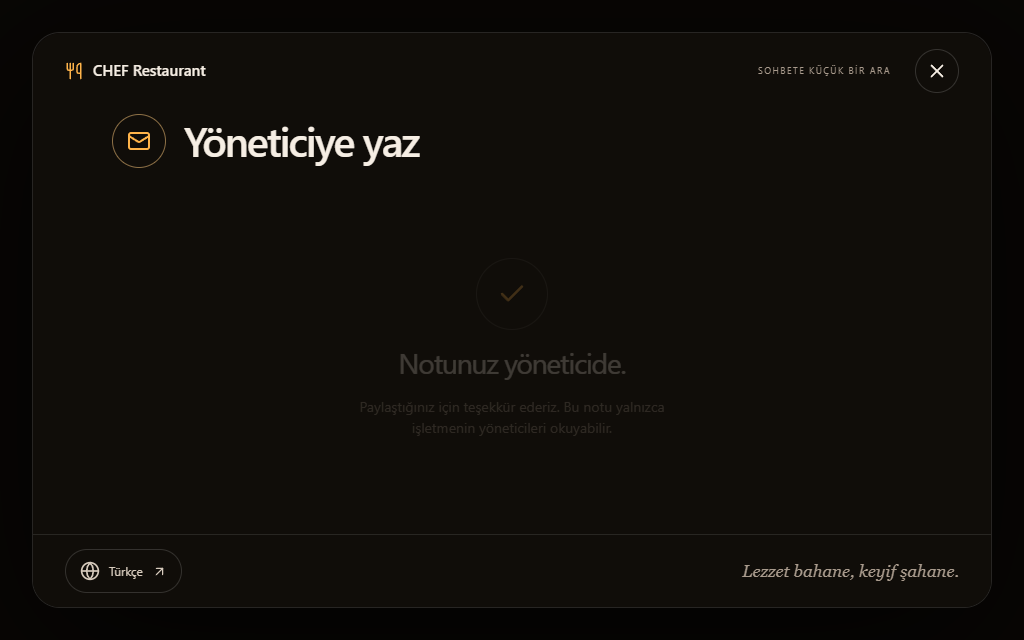 CHEF Restaurant
SOHBETE KÜÇÜK BİR ARA
Yöneticiye yaz
Notunuz yöneticide.
Paylaştığınız için teşekkür ederiz. Bu notu yalnızca
işletmenin yöneticileri okuyabilir.
Türkçe
Lezzet bahane, keyif şahane.